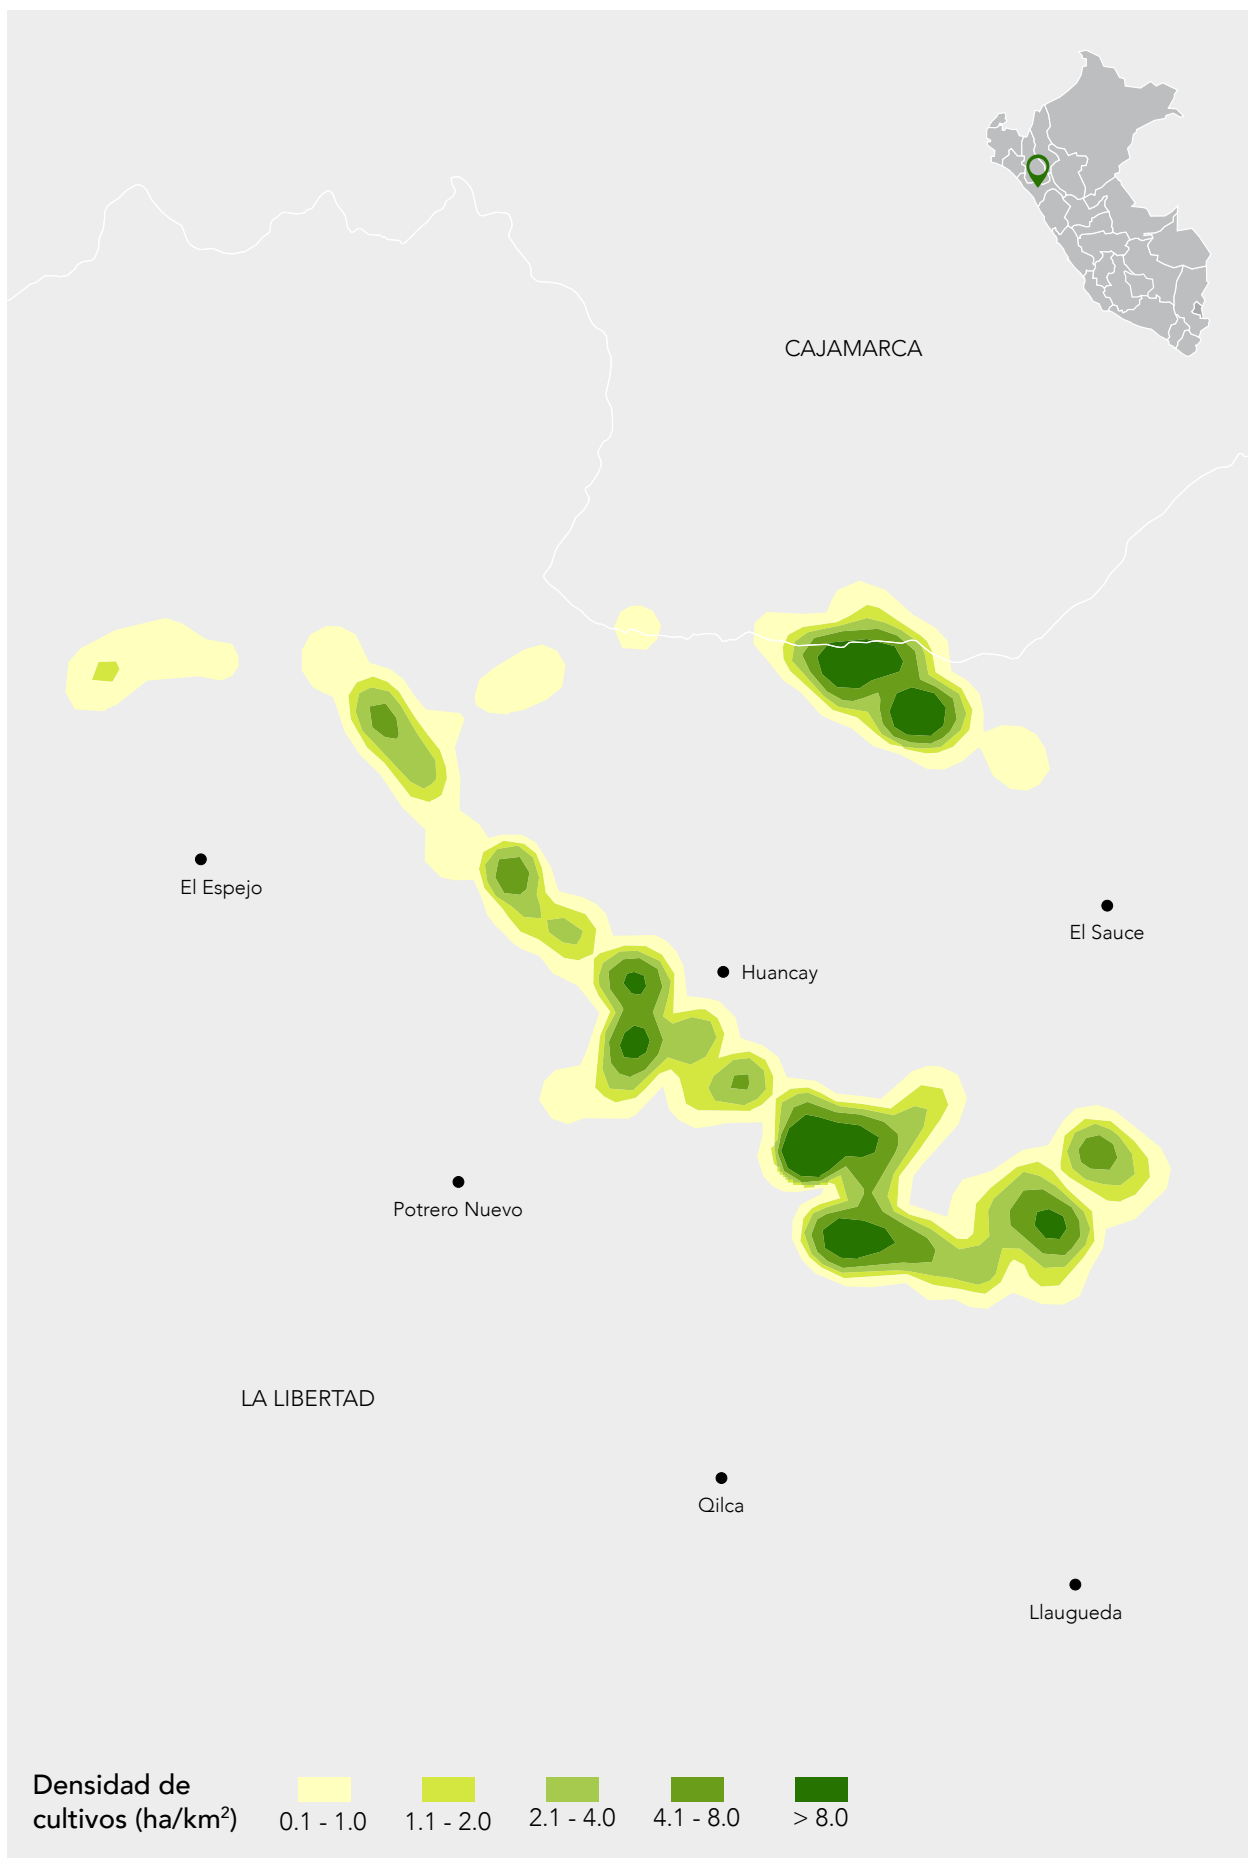 CAJAMARCA
El Espejo
El Sauce
Huancay
Potrero Nuevo
LA LIBERTAD
Qilca
Llaugueda
Densidad de
cultivos (ha/km²)
0.1 - 1.0
1.1 - 2.0
2.1 - 4.0
4.1 - 8.0
> 8.0